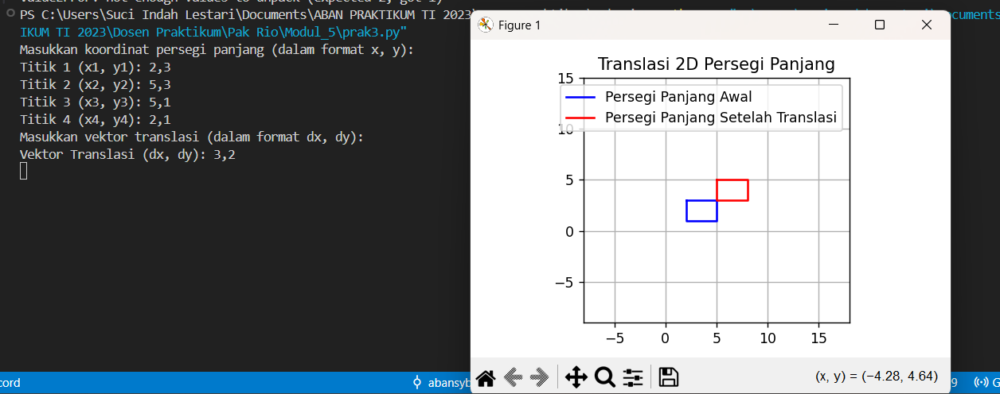 PS C:\Users\Suci Indah Lestari\Documents\ABAN PRAKTIKUM TI 2023\
IKUM TI 2023\Dosen Praktikum\Pak Rio\Modul_5\prak3.py"
Masukkan koordinat persegi panjang (dalam format x, y):
Titik 1 (x1, y1): 2,3
Titik 2 (x2, y2): 5,3
Titik 3 (x3, y3): 5,1
Titik 4 (x4, y4): 2,1
Masukkan vektor translasi (dalam format dx, dy):
Vektor Translasi (dx, dy): 3,2
Figure 1
Translasi 2D Persegi Panjang
Persegi Panjang Awal
Persegi Panjang Setelah Translasi
15
10
5
0
−5
−5 0 5 10 15
(x, y) = (−4.28, 4.64)
cord
abansyb
9